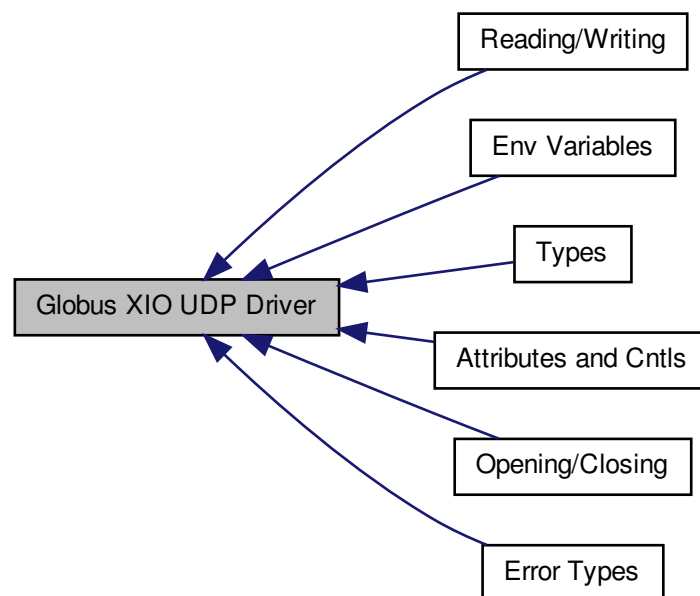 Reading/Writing
Env Variables
Types
Globus XIO UDP Driver
Attributes and Cntls
Opening/Closing
Error Types